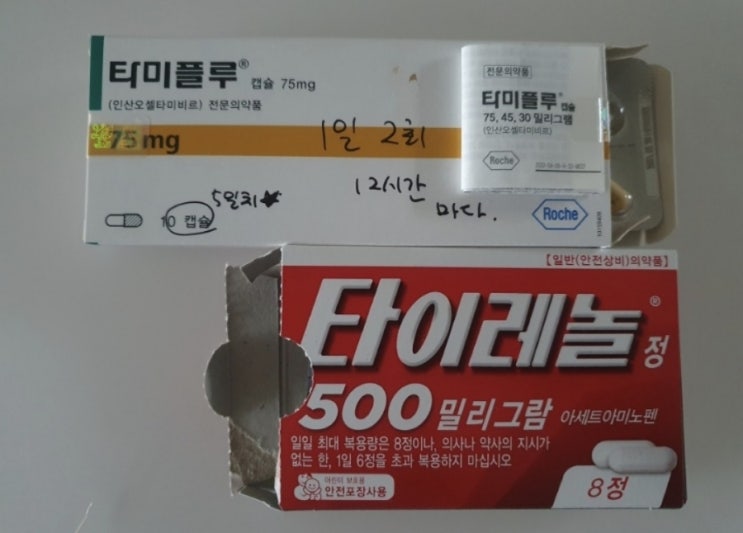 타미플루® 캡슐 75mg
(인산오셀타미비르) 전문의약품
75 mg
1일 2회
12시간
마다.
5일치
10 캡슐
Roche
전문의약품
타미플루® 캡슐
75, 45, 30 밀리그램
(인산오셀타미비르)
Roche
【일반(안전상비)의약품】
타이레놀® 정
500 밀리그람 아세트아미노펜
일일 최대 복용량은 8정이나, 의사나 약사의 지시가
없는 한, 1일 6정을 초과 복용하지 마십시오
어린이 보호용
안전포장사용
8정